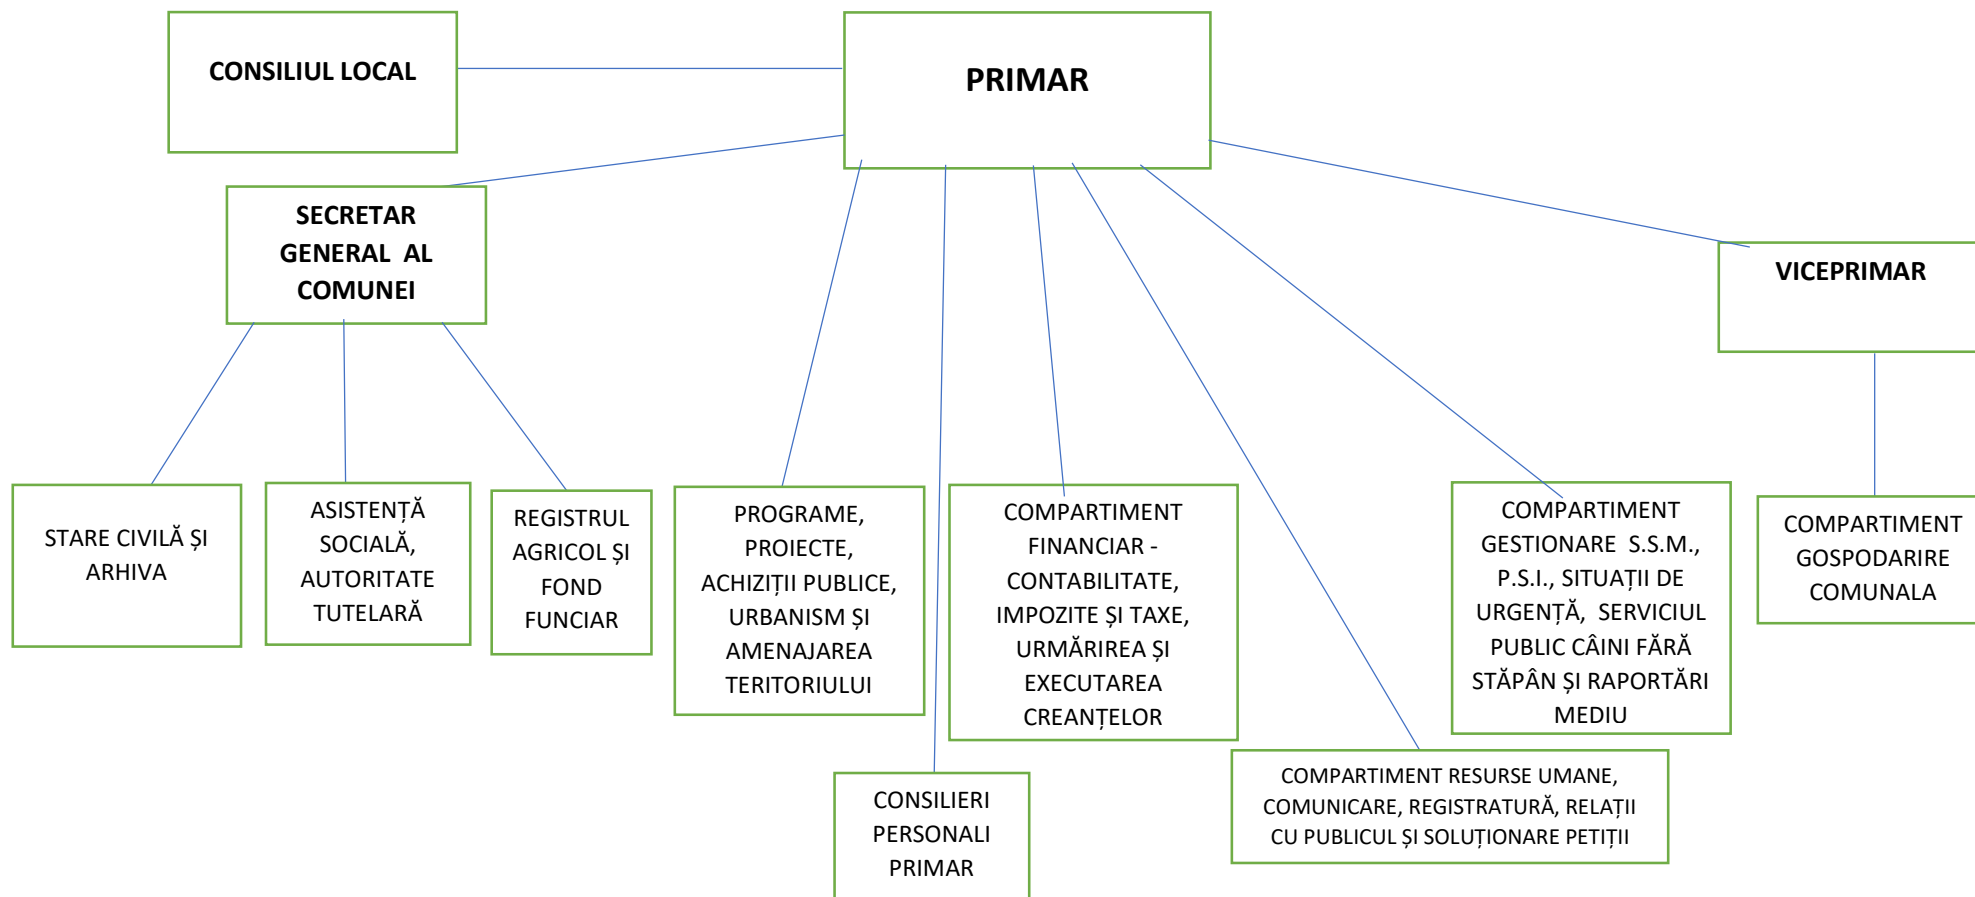 CONSILIUL LOCAL
PRIMAR
SECRETAR
GENERAL AL
COMUNEI
VICEPRIMAR
STARE CIVILĂ ȘI
ARHIVA
ASISTENȚĂ
SOCIALĂ,
AUTORITATE
TUTELARĂ
REGISTRUL
AGRICOL ȘI
FOND
FUNCIAR
PROGRAME,
PROIECTE,
ACHIZIȚII PUBLICE,
URBANISM ȘI
AMENAJAREA
TERITORIULUI
COMPARTIMENT
FINANCIAR -
CONTABILITATE,
IMPOZITE ȘI TAXE,
URMĂRIREA ȘI
EXECUTAREA
CREANȚELOR
COMPARTIMENT
GESTIONARE S.S.M.,
P.S.I., SITUAȚII DE
URGENȚĂ, SERVICIUL
PUBLIC CÂINI FĂRĂ
STĂPÂN ȘI RAPORTĂRI
MEDIU
COMPARTIMENT
GOSPODARIRE
COMUNALA
CONSILIERI
PERSONALI
PRIMAR
COMPARTIMENT RESURSE UMANE,
COMUNICARE, REGISTRATURĂ, RELAȚII
CU PUBLICUL ȘI SOLUȚIONARE PETIȚII